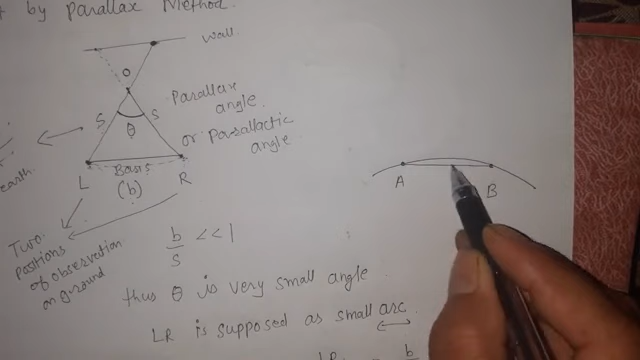 by Parallax Method.
wall
O
S
S
θ
Parallax
angle.
or Parallactic
angle.
earth.
Basis
L
(b)
R
A
B
Two
Positions
of observation
on ground
b/s << 1
thus θ is very small angle.
LR is supposed as small arc.
LR
b